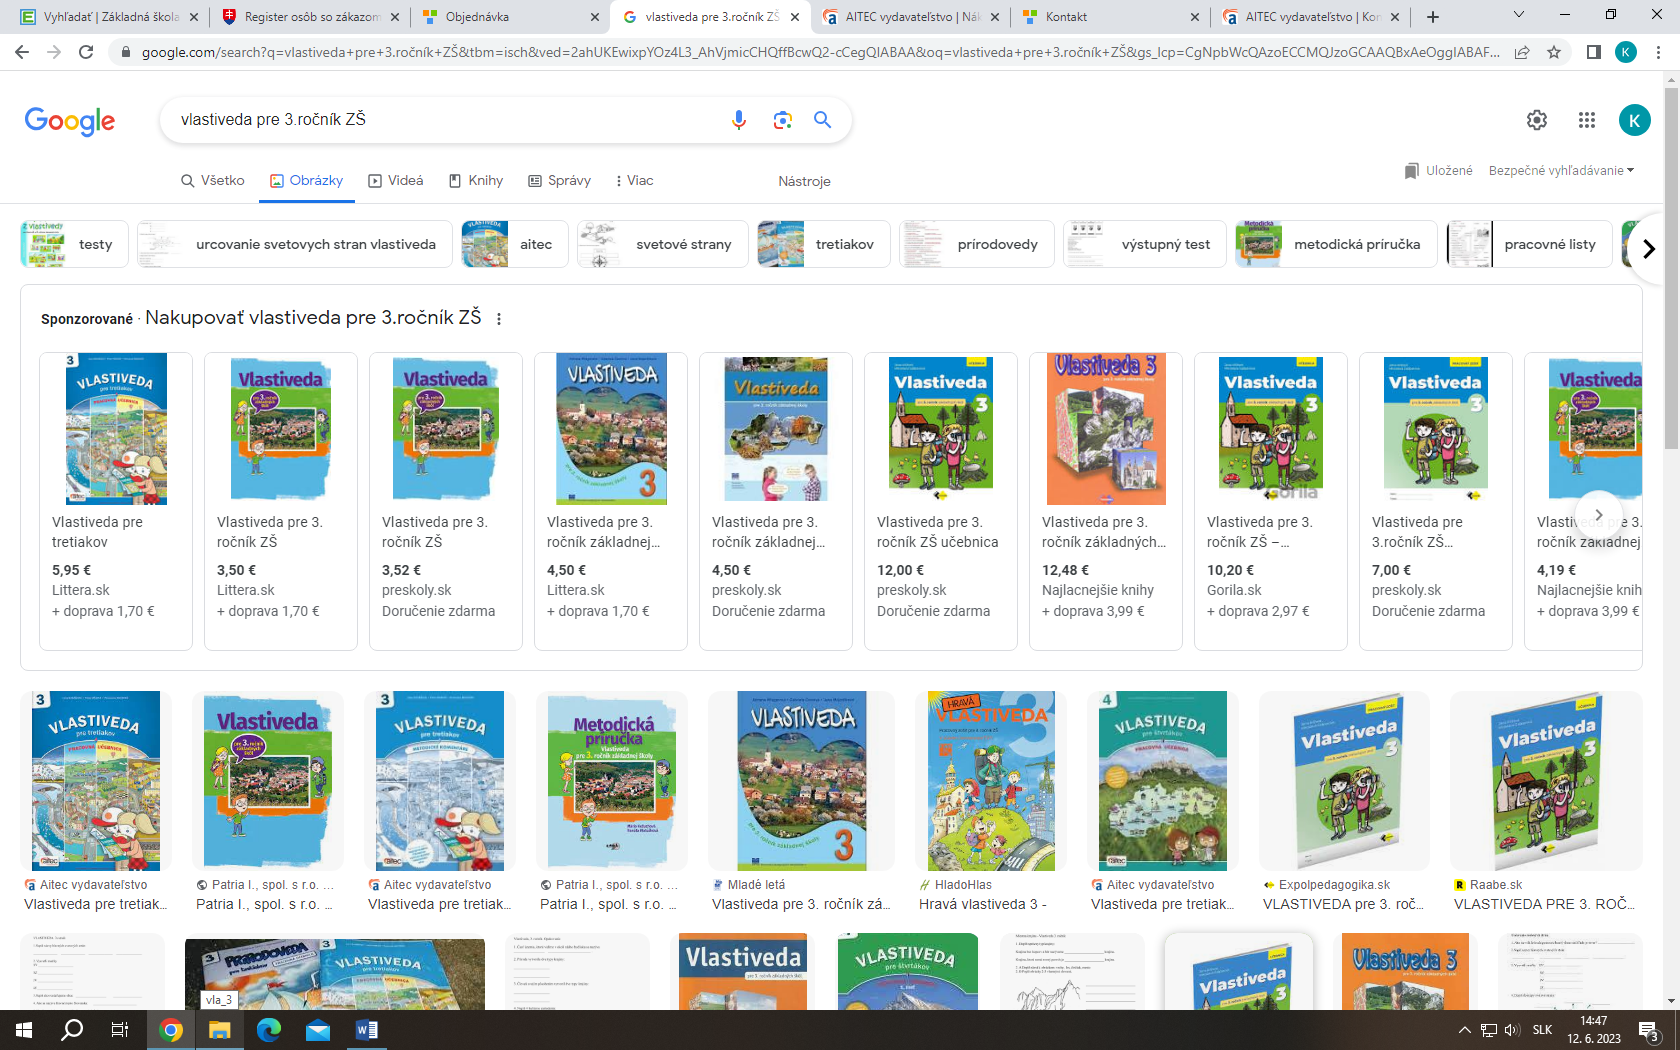 Vyhľadať | Základná škola
Register osôb so zákazom
Objednávka
vlastiveda pre 3.ročník ZŠ
AITEC vydavateľstvo | Nák
Kontakt
AITEC vydavateľstvo | Kon
google.com/search?q=vlastiveda+pre+3.ročník+ZŠ&tbm=isch&ved=2ahUKEwixpYOz4L3_AhVjmicCHQffBcwQ2-cCegQIABAA&oq=vlastiveda+pre+3.ročník+ZŠ&gs_lcp=CgNpbWcQAzoECCMQJzoGCAAQBxAeOggIABAF...
K
Google
vlastiveda pre 3.ročník ZŠ
K
Všetko
Obrázky
Videá
Knihy
Správy
Viac
Nástroje
Uložené
Bezpečné vyhľadávanie
testy
urcovanie svetovych stran vlastiveda
aitec
svetové strany
tretiakov
prírodovedy
výstupný test
metodická príručka
pracovné listy
Sponzorované · Nakupovať vlastiveda pre 3.ročník ZŠ
Vlastiveda pre
tretiakov
5,95 €
Littera.sk
+ doprava 1,70 €
Vlastiveda pre 3.
ročník ZŠ
3,50 €
Littera.sk
+ doprava 1,70 €
Vlastiveda pre 3.
ročník ZŠ
3,52 €
preskoly.sk
Doručenie zdarma
Vlastiveda pre 3.
ročník základnej...
4,50 €
Littera.sk
+ doprava 1,70 €
Vlastiveda pre 3.
ročník základnej...
4,50 €
preskoly.sk
Doručenie zdarma
Vlastiveda pre 3.
ročník ZŠ učebnica
12,00 €
preskoly.sk
Doručenie zdarma
Vlastiveda pre 3.
ročník základných...
12,48 €
Najlacnejšie knihy
+ doprava 3,99 €
Vlastiveda pre 3.
ročník ZŠ –...
10,20 €
Gorila.sk
+ doprava 2,97 €
Vlastiveda pre
3.ročník ZŠ...
7,00 €
preskoly.sk
Doručenie zdarma
Vlastiveda pre 3.
ročník základnej
4,19 €
Najlacnejšie knih
+ doprava 3,99 €
Aitec vydavateľstvo
Vlastiveda pre tretiak...
Patria I., spol. s r.o. ...
Patria I., spol. s r.o. ...
Aitec vydavateľstvo
Vlastiveda pre tretiak...
Patria I., spol. s r.o. ...
Patria I., spol. s r.o. ...
Mladé letá
Vlastiveda pre 3. ročník zá...
HladoHlas
Hravá vlastiveda 3 -
Aitec vydavateľstvo
Vlastiveda pre tretiak...
Expolpedagogika.sk
VLASTIVEDA pre 3. roč...
Raabe.sk
VLASTIVEDA PRE 3. ROČ...
vla_3
SLK
14:47
12. 6. 2023
3